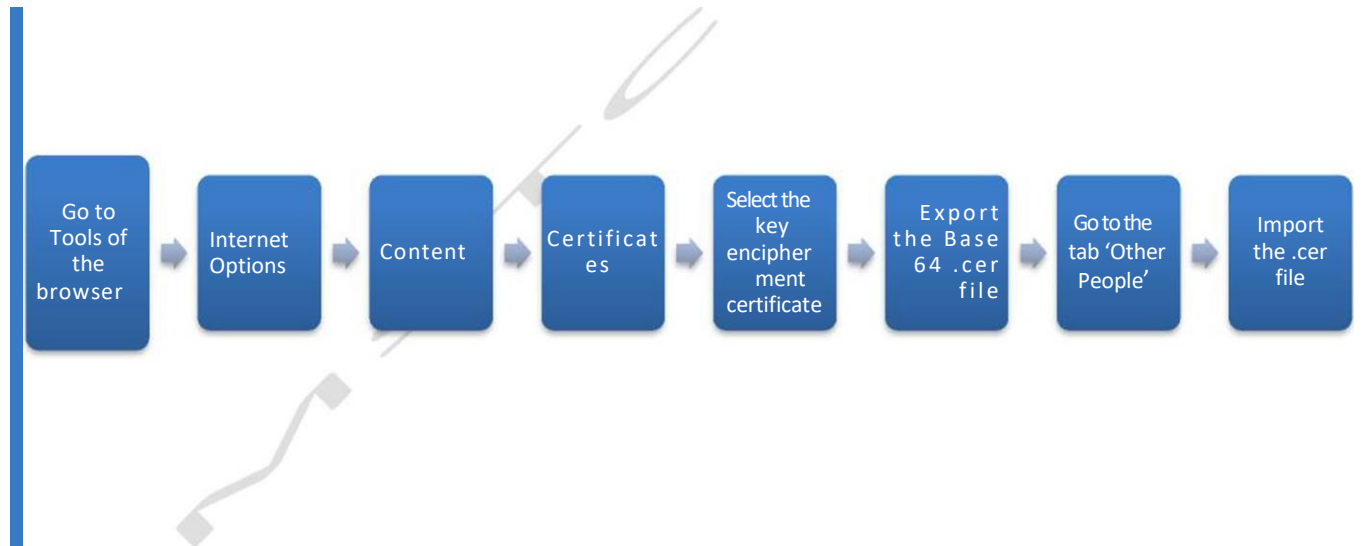 Go to
Tools of
the
browser
Internet
Options
Content
Certificat
es
Select the
key
encipher
ment
certificate
Export
the Base
64 .cer
file
Go to the
tab ‘Other
People’
Import
the .cer
file